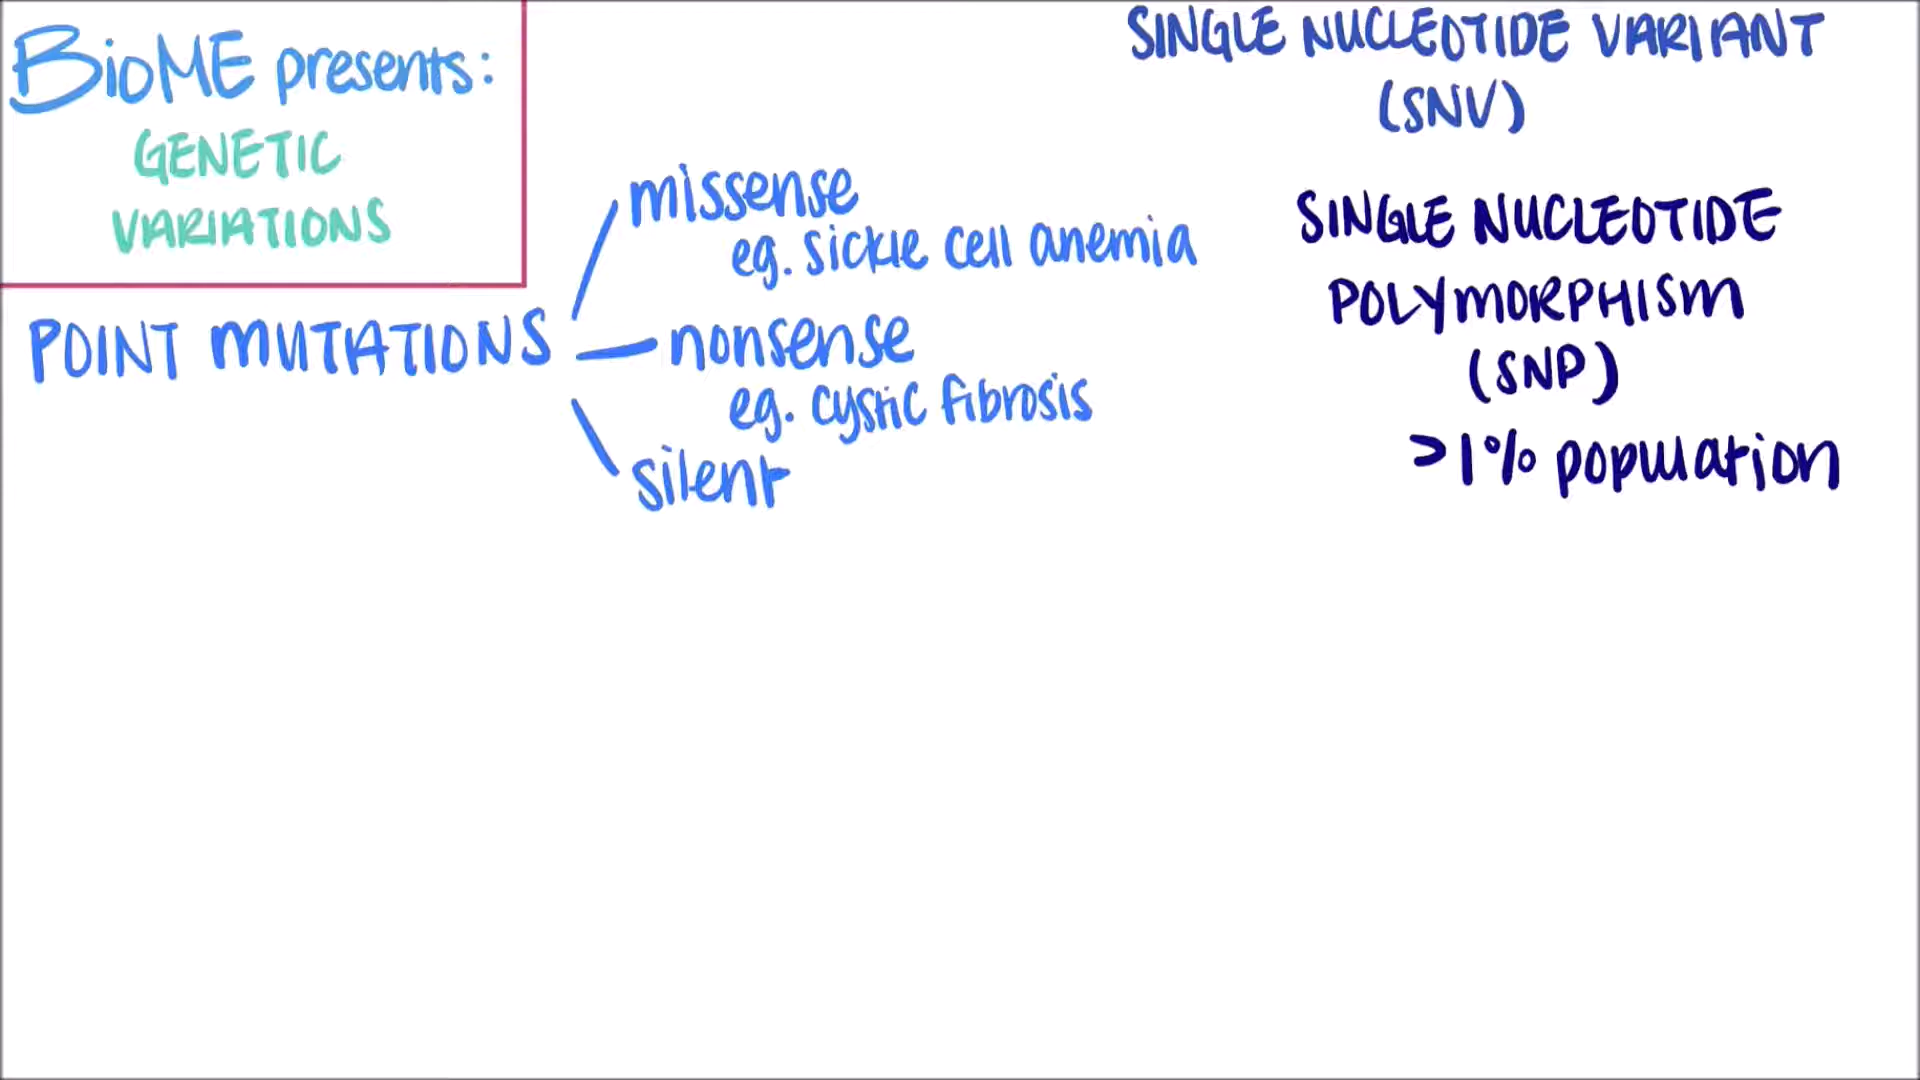 BioME presents:
GENETIC
VARIATIONS
POINT MUTATIONS
missense
eg. sickle cell anemia
nonsense
eg. cystic fibrosis
silent
SINGLE NUCLEOTIDE VARIANT
(SNV)
SINGLE NUCLEOTIDE
POLYMORPHISM
(SNP)
>1% population